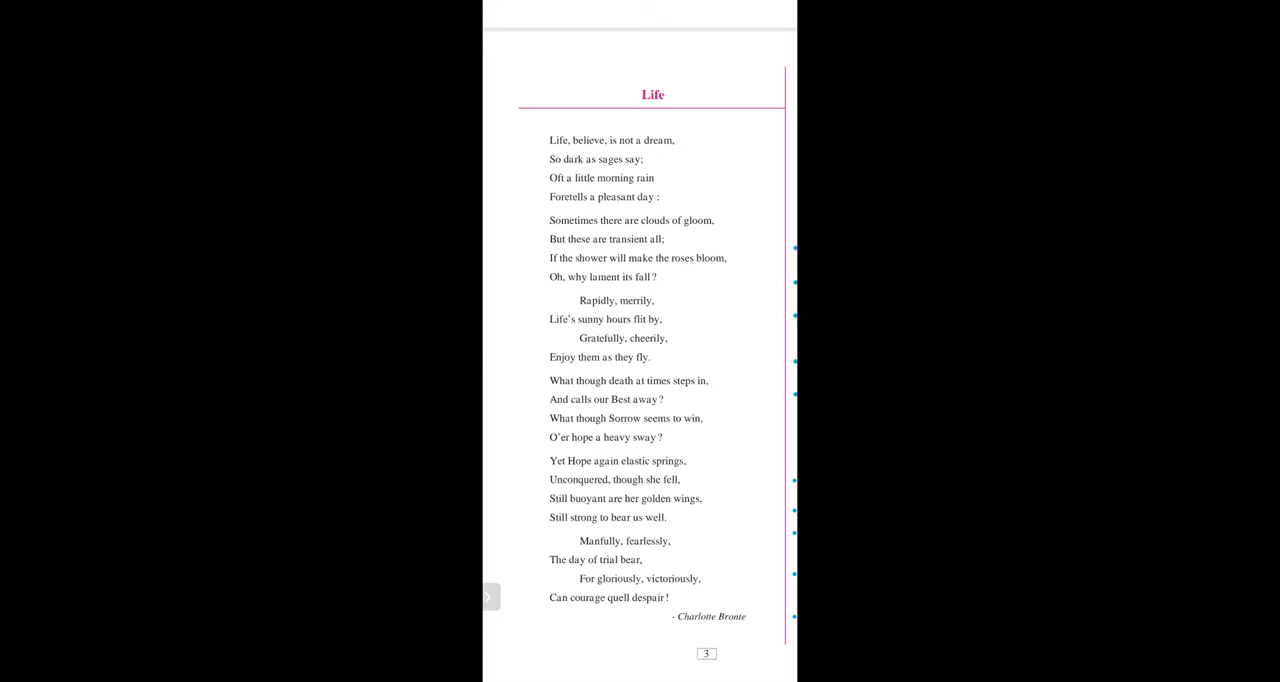 Life
Life, believe, is not a dream,
So dark as sages say;
Oft a little morning rain
Foretells a pleasant day :
Sometimes there are clouds of gloom,
But these are transient all;
If the shower will make the roses bloom,
Oh, why lament its fall ?
Rapidly, merrily,
Life's sunny hours flit by,
Gratefully, cheerily,
Enjoy them as they fly.
What though death at times steps in,
And calls our Best away ?
What though Sorrow seems to win,
O'er hope a heavy sway ?
Yet Hope again elastic springs,
Unconquered, though she fell,
Still buoyant are her golden wings,
Still strong to bear us well.
Manfully, fearlessly,
The day of trial bear,
For gloriously, victoriously,
Can courage quell despair !
- Charlotte Bronte
3